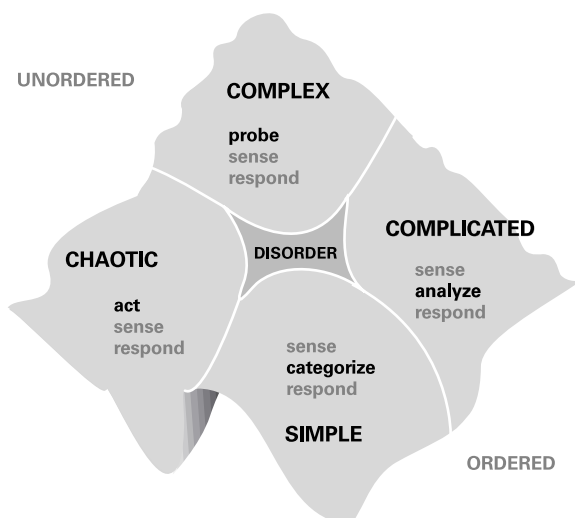 UNORDERED
COMPLEX
probe
sense
respond
COMPLICATED
sense
analyze
respond
DISORDER
CHAOTIC
act
sense
respond
sense
categorize
respond
SIMPLE
ORDERED